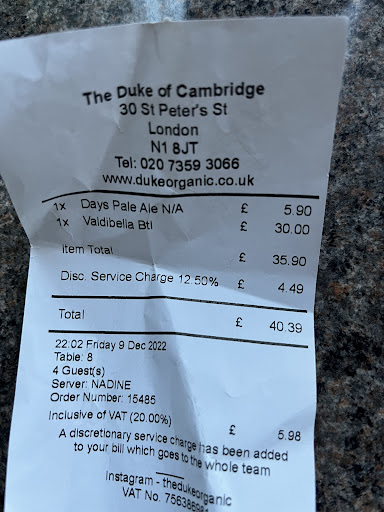 The Duke of Cambridge
30 St Peter's St
London
N1 8JT
Tel: 020 7359 3066
www.dukeorganic.co.uk
1x Days Pale Ale N/A £ 5.90
1x Valdibella Btl £ 30.00
Item Total £ 35.90
Disc. Service Charge 12.50% £ 4.49
Total £ 40.39
22:02 Friday 9 Dec 2022
Table: 8
4 Guest(s)
Server: NADINE
Order Number: 15485
Inclusive of VAT (20.00%) £ 5.98
A discretionary service charge has been added
to your bill which goes to the whole team
Instagram - thedukeorganic
VAT No.